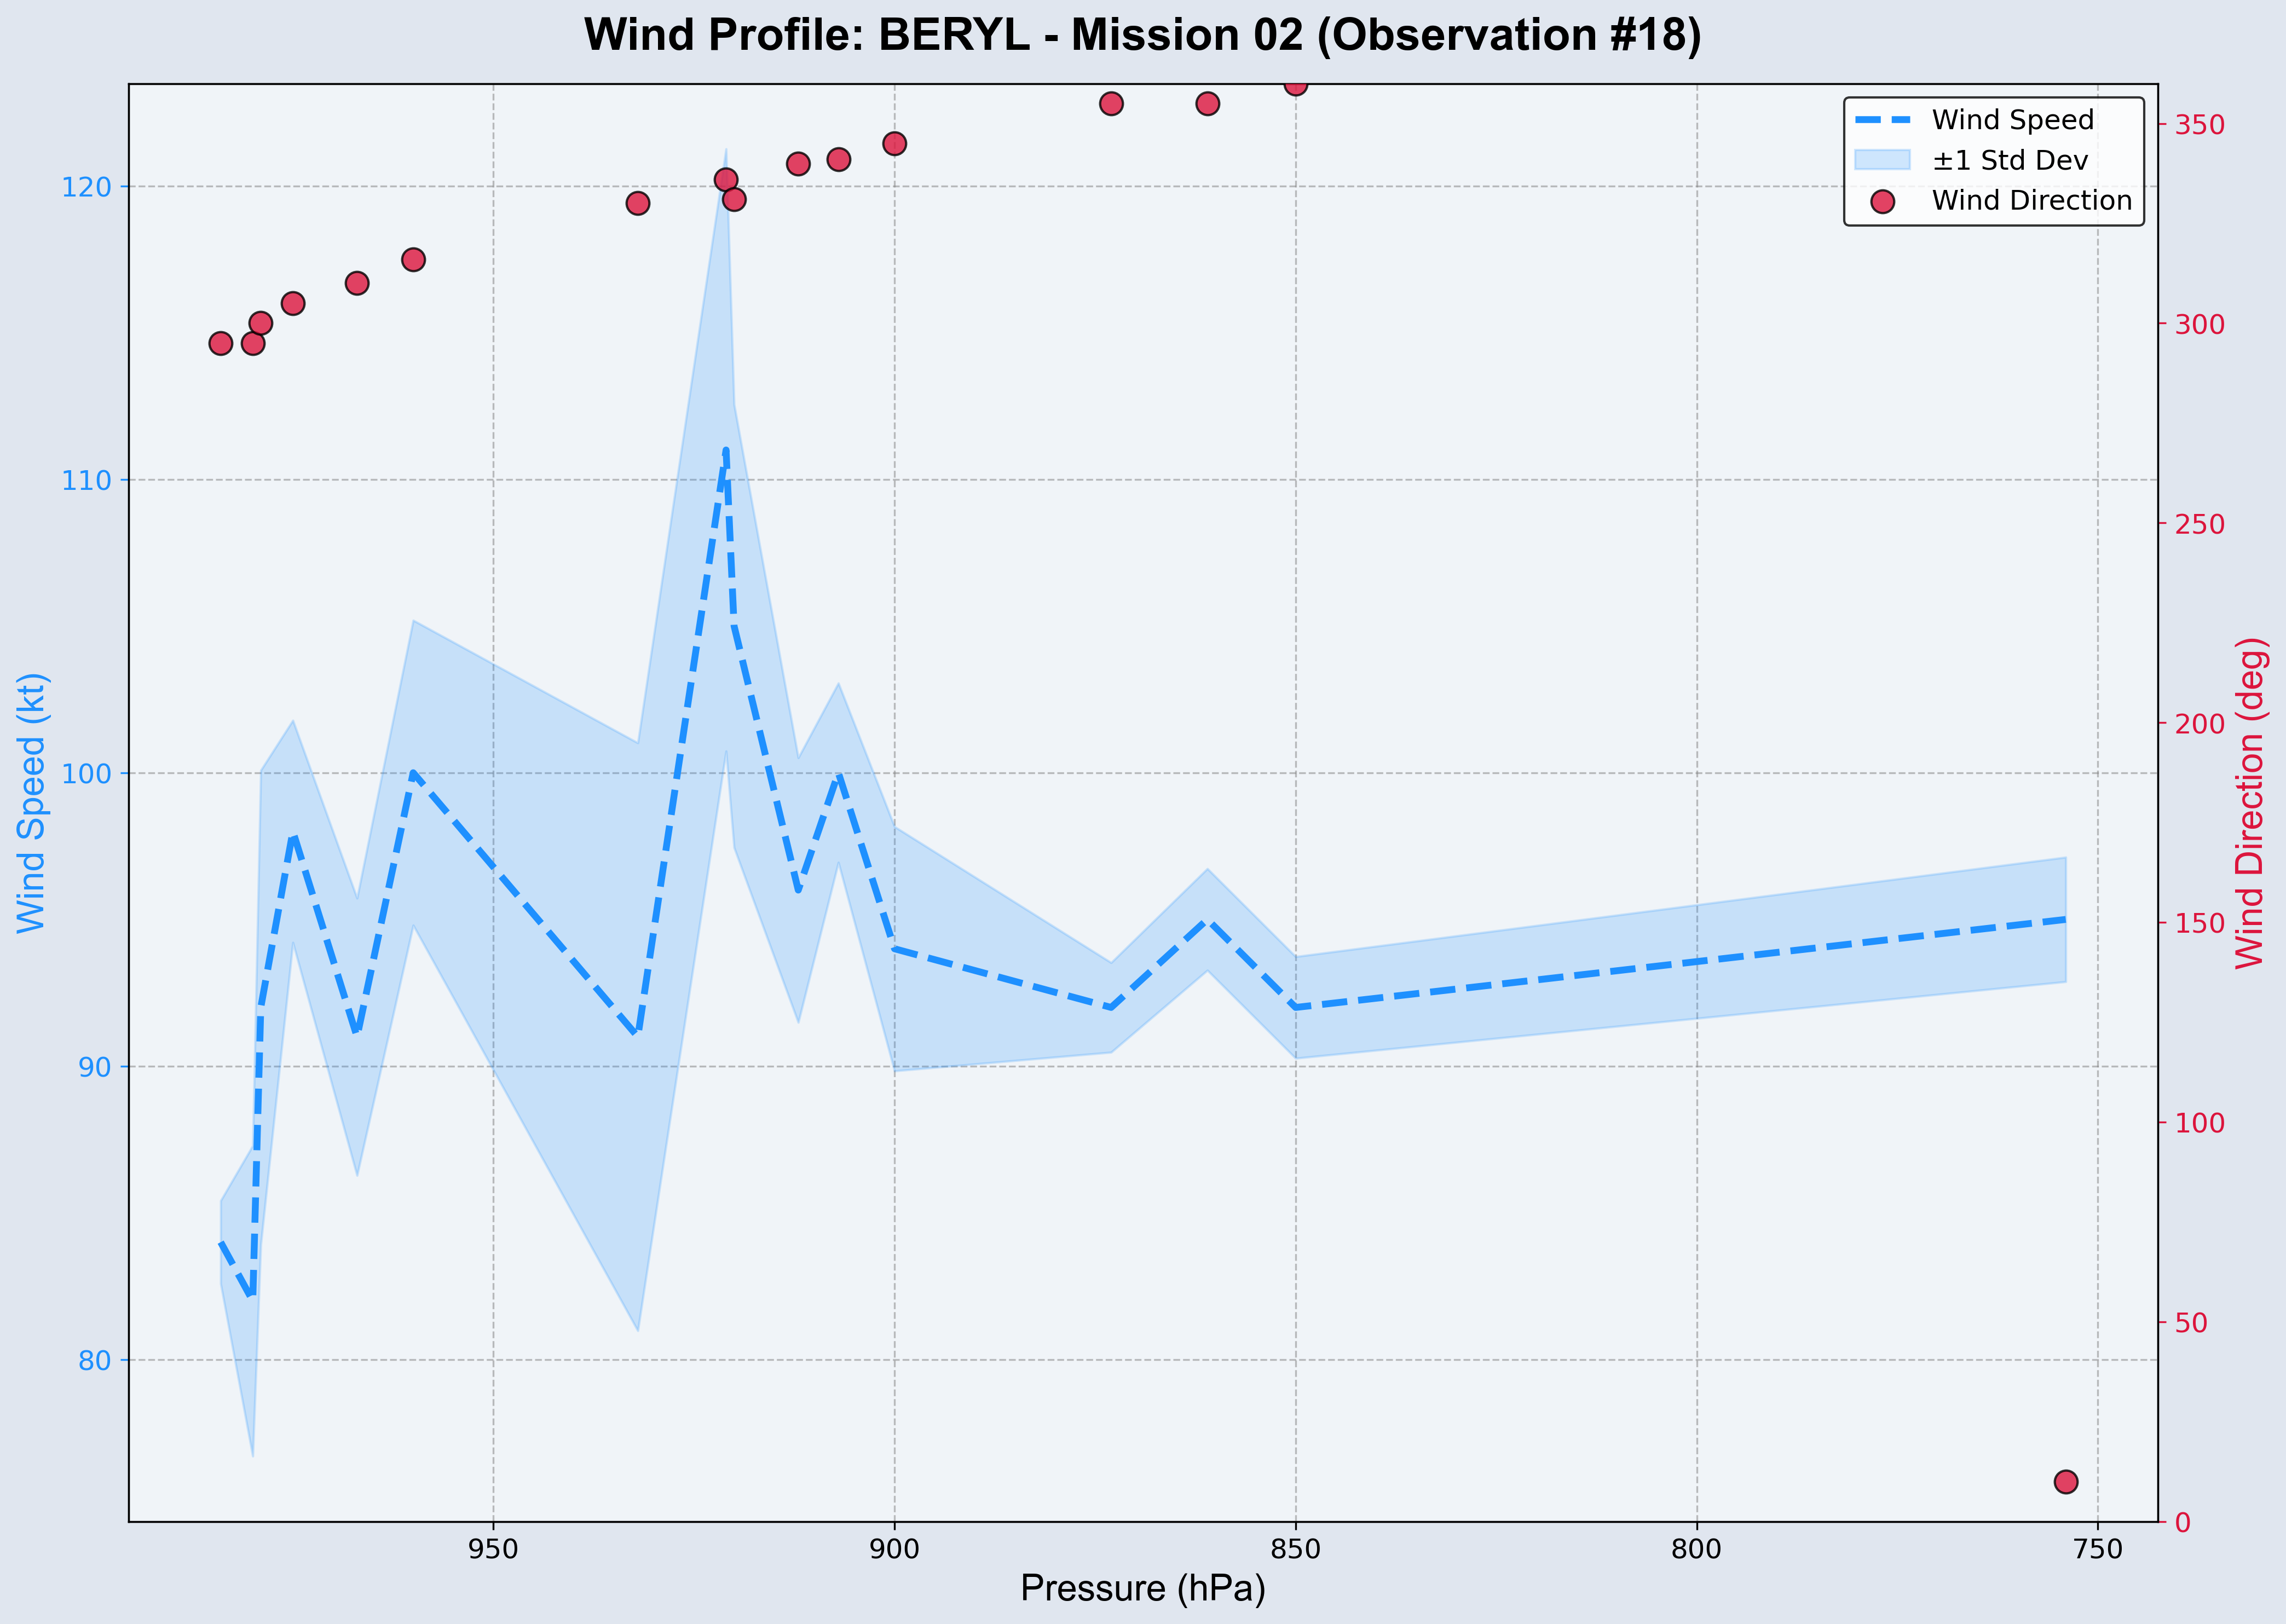 Wind Profile: BERYL - Mission 02 (Observation #18)
Wind Speed
±1 Std Dev
Wind Direction
120
110
100
90
80
Wind Speed (kt)
350
300
250
200
150
100
50
0
Wind Direction (deg)
950
900
850
800
750
Pressure (hPa)